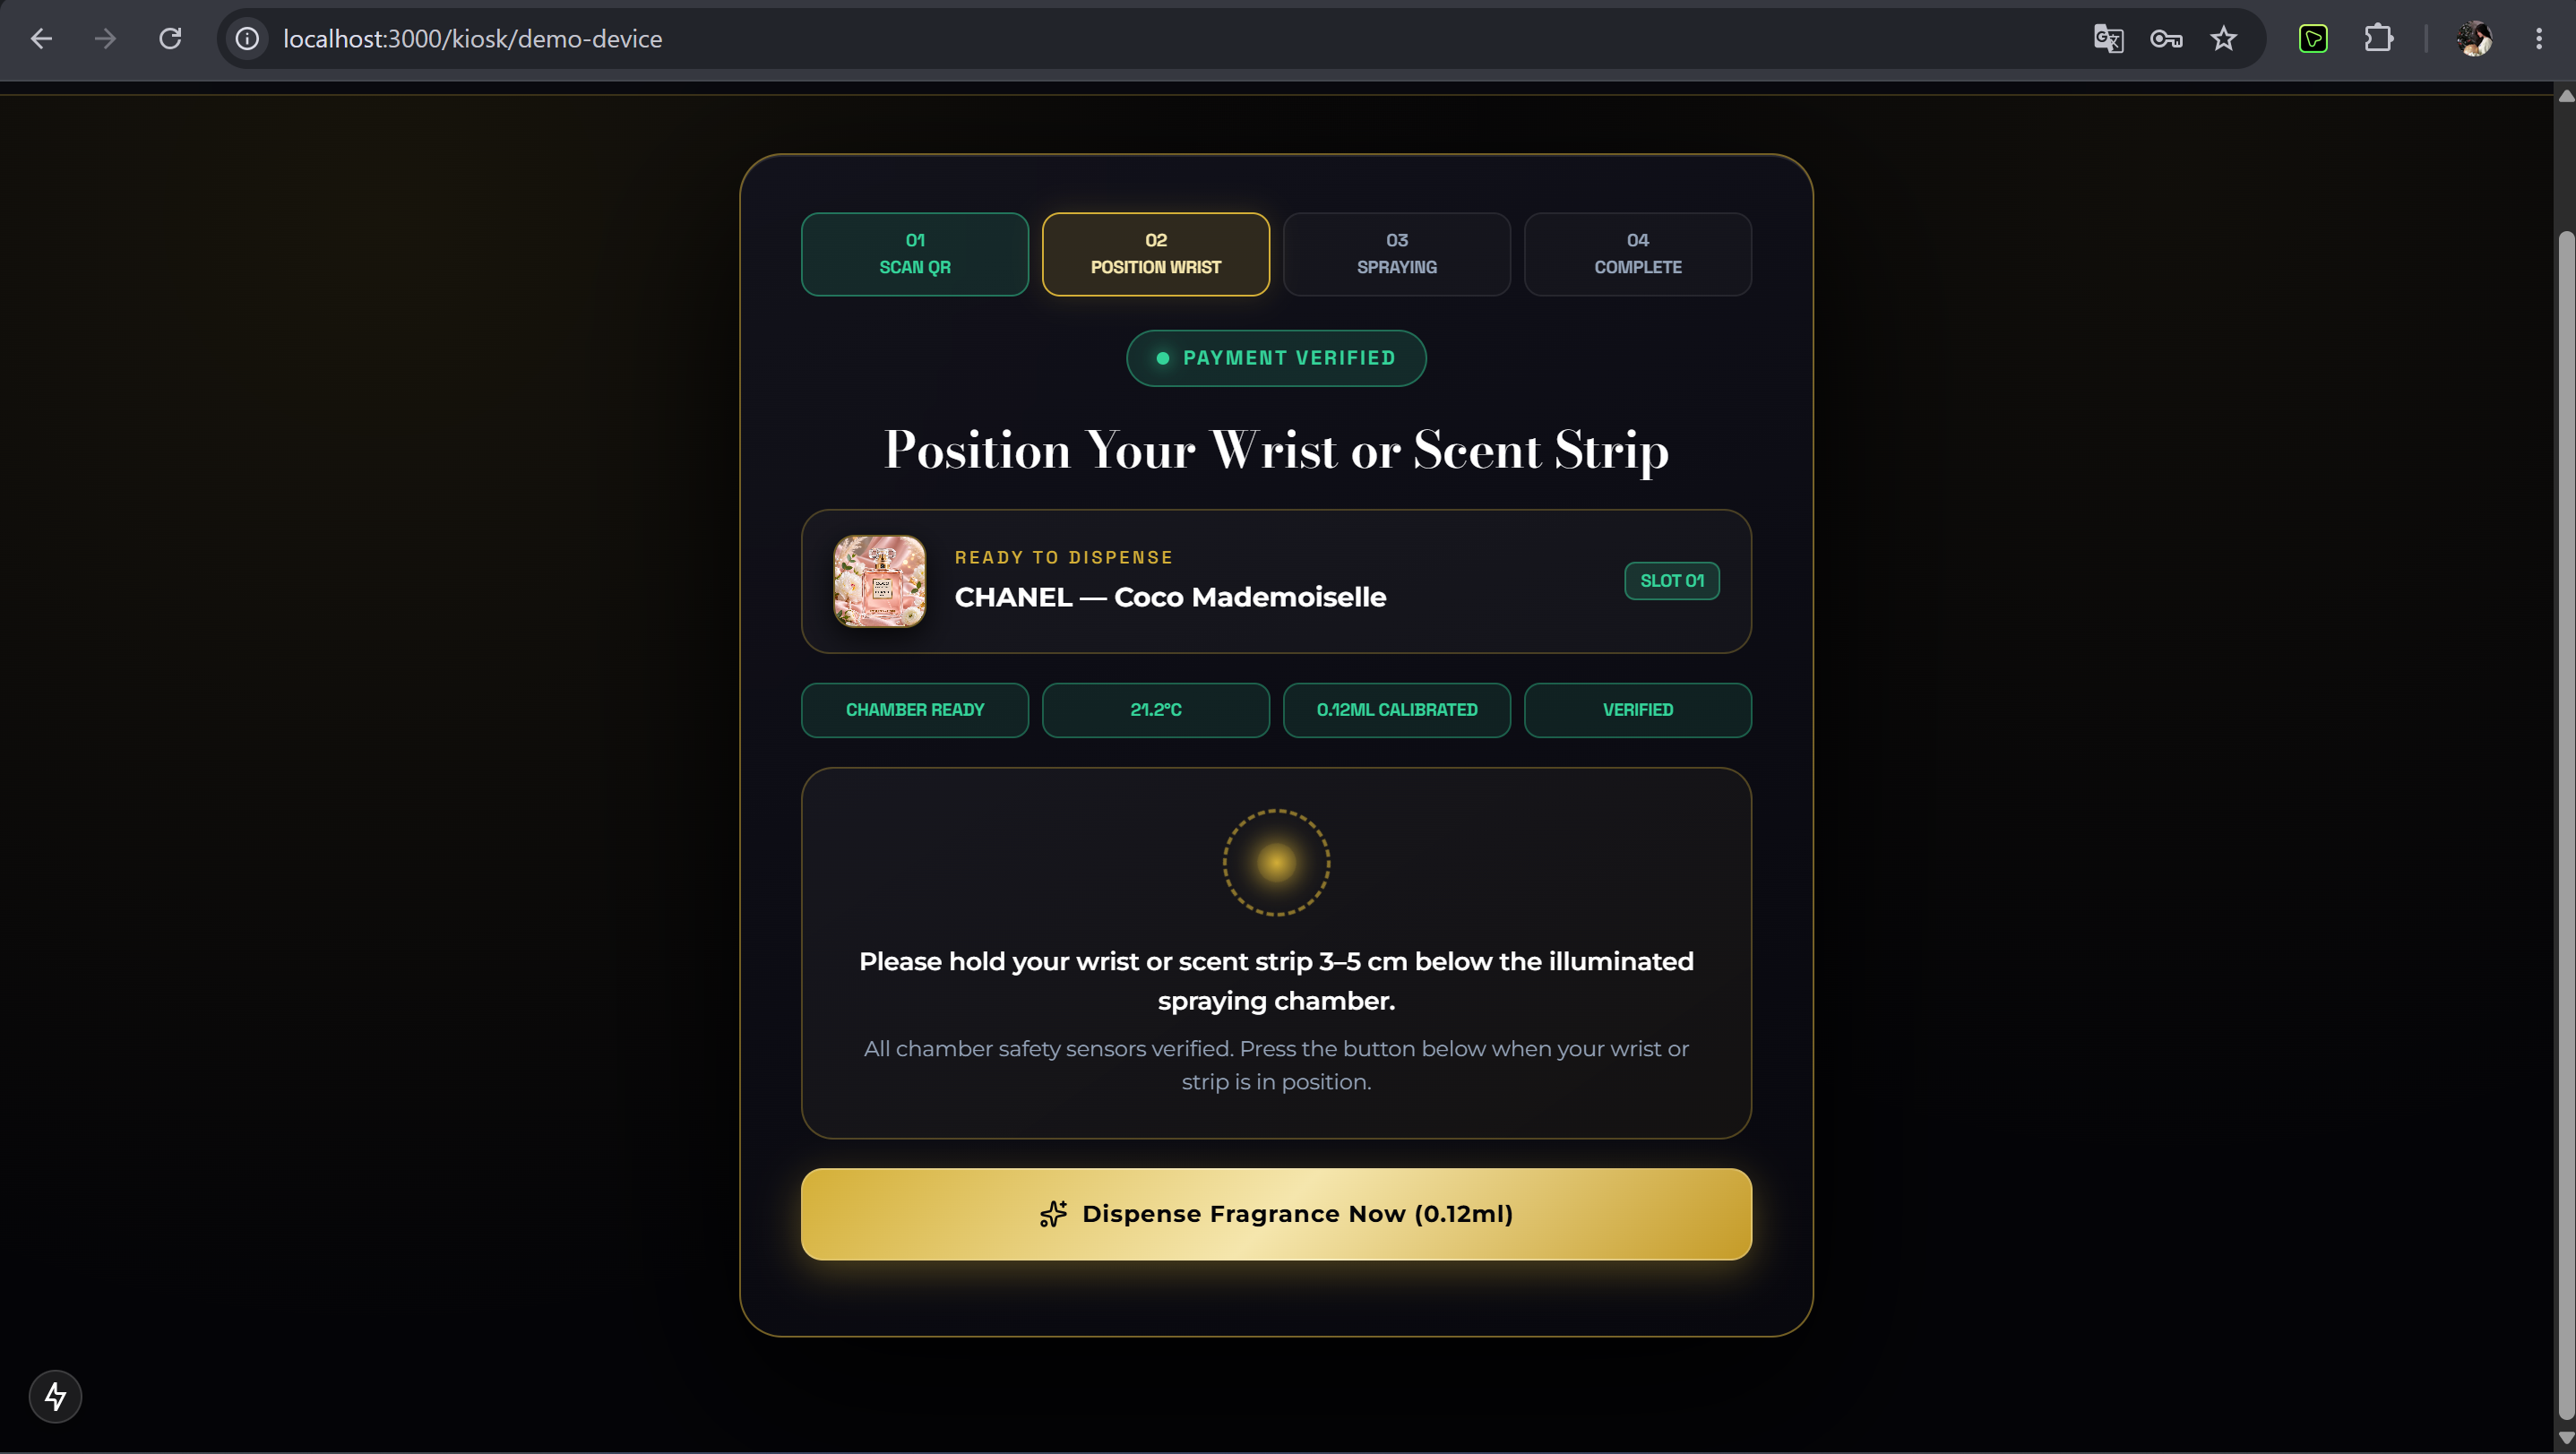 localhost:3000/kiosk/demo-device
01
SCAN QR
02
POSITION WRIST
03
SPRAYING
04
COMPLETE
PAYMENT VERIFIED
Position Your Wrist or Scent Strip
READY TO DISPENSE
CHANEL — Coco Mademoiselle
SLOT 01
CHAMBER READY
21.2°C
0.12ML CALIBRATED
VERIFIED
Please hold your wrist or scent strip 3–5 cm below the illuminated
spraying chamber.
All chamber safety sensors verified. Press the button below when your wrist or
strip is in position.
Dispense Fragrance Now (0.12ml)